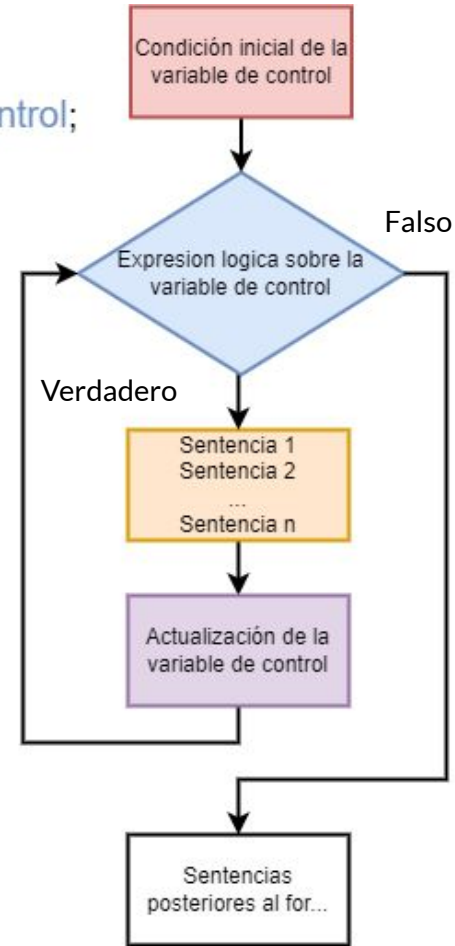 Condición inicial de la
variable de control
ntrol;
Falso
Expresion logica sobre la
variable de control
Verdadero
Sentencia 1
Sentencia 2
...
Sentencia n
Actualización de la
variable de control
Sentencias
posteriores al for...